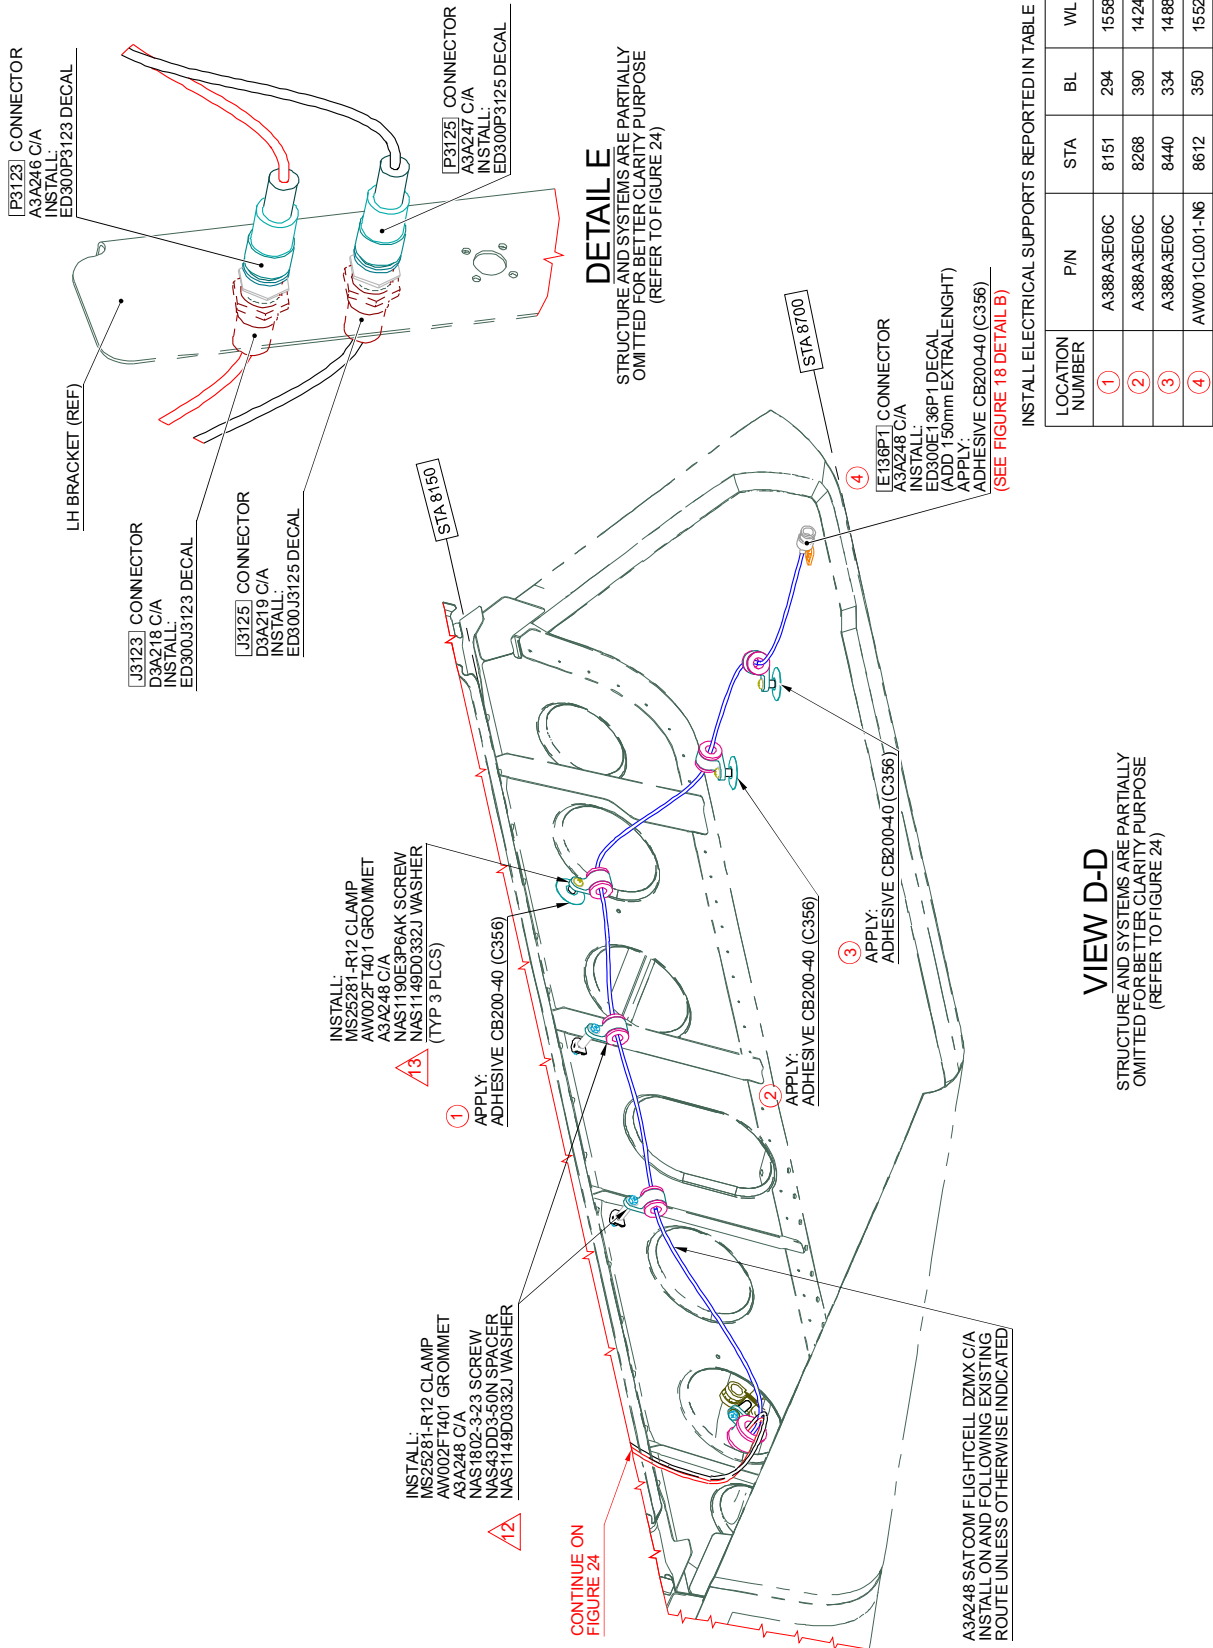 P3123 CONNECTOR
A3A246 C/A
INSTALL:
ED300P3123 DECAL
P3125 CONNECTOR
A3A247 C/A
INSTALL:
ED300P3125 DECAL
LH BRACKET (REF)
J3123 CONNECTOR
D3A218 C/A
INSTALL:
ED300J3123 DECAL
J3125 CONNECTOR
D3A219 C/A
INSTALL:
ED300J3125 DECAL
DETAIL E
STRUCTURE AND SYSTEMS ARE PARTIALLY
OMITTED FOR BETTER CLARITY PURPOSE
(REFER TO FIGURE 24)
STA 8150
STA 8700
INSTALL:
MS25281-R12 CLAMP
AW002FT401 GROMMET
A3A248 C/A
NAS1802-3-23 SCREW
NAS43DD3-50N SPACER
NAS1149D0332J WASHER
12
INSTALL:
MS25281-R12 CLAMP
AW002FT401 GROMMET
A3A248 C/A
NAS1190E3P6AK SCREW
NAS1149D0332J WASHER
(TYP 3 PLCS)
13
1
APPLY:
ADHESIVE CB200-40 (C356)
2
APPLY:
ADHESIVE CB200-40 (C356)
3
APPLY:
ADHESIVE CB200-40 (C356)
4
E136P1 CONNECTOR
A3A248 C/A
INSTALL:
ED300E136P1 DECAL
(ADD 150mm EXTRALENGHT)
APPLY:
ADHESIVE CB200-40 (C356)
(SEE FIGURE 18 DETAIL B)
CONTINUE ON
FIGURE 24
A3A248 SATCOM FLIGHTCELL DZMX C/A
INSTALL ON AND FOLLOWING EXISTING
ROUTE UNLESS OTHERWISE INDICATED
VIEW D-D
STRUCTURE AND SYSTEMS ARE PARTIALLY
OMITTED FOR BETTER CLARITY PURPOSE
(REFER TO FIGURE 24)
INSTALL ELECTRICAL SUPPORTS REPORTED IN TABLE
LOCATION
NUMBER P/N STA BL WL
1 A388A3E06C 8151 294 1558
2 A388A3E06C 8268 390 1424
3 A388A3E06C 8440 334 1488
4 AW001CL001-N6 8612 350 1552